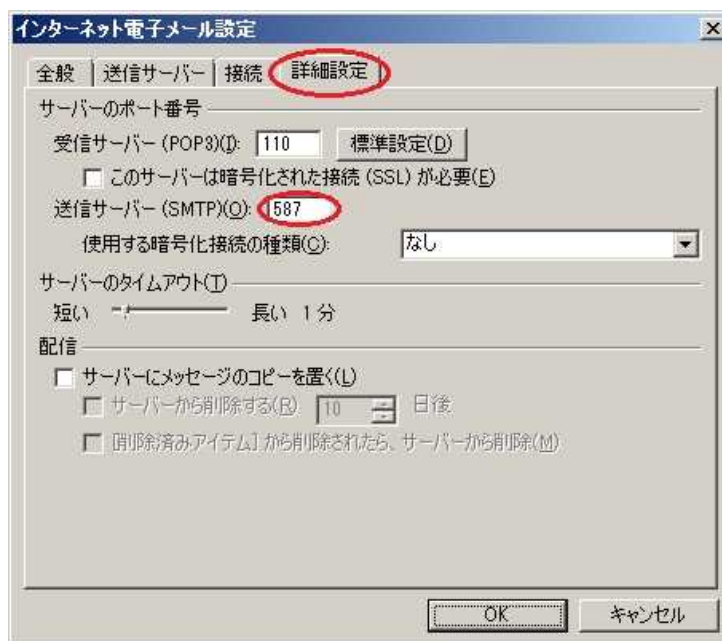 インターネット電子メール設定
全般 送信サーバー 接続 詳細設定
サーバーのポート番号
受信サーバー (POP3)(I): 110 標準設定(D)
このサーバーは暗号化された接続 (SSL) が必要(E)
送信サーバー (SMTP)(O): 587
使用する暗号化接続の種類(C): なし
サーバーのタイムアウト(T)
短い 長い 1 分
配信
サーバーにメッセージのコピーを置く(L)
サーバーから削除する(R) 10 日後
[削除済みアイテム] から削除されたら、サーバーから削除(M)
OK キャンセル